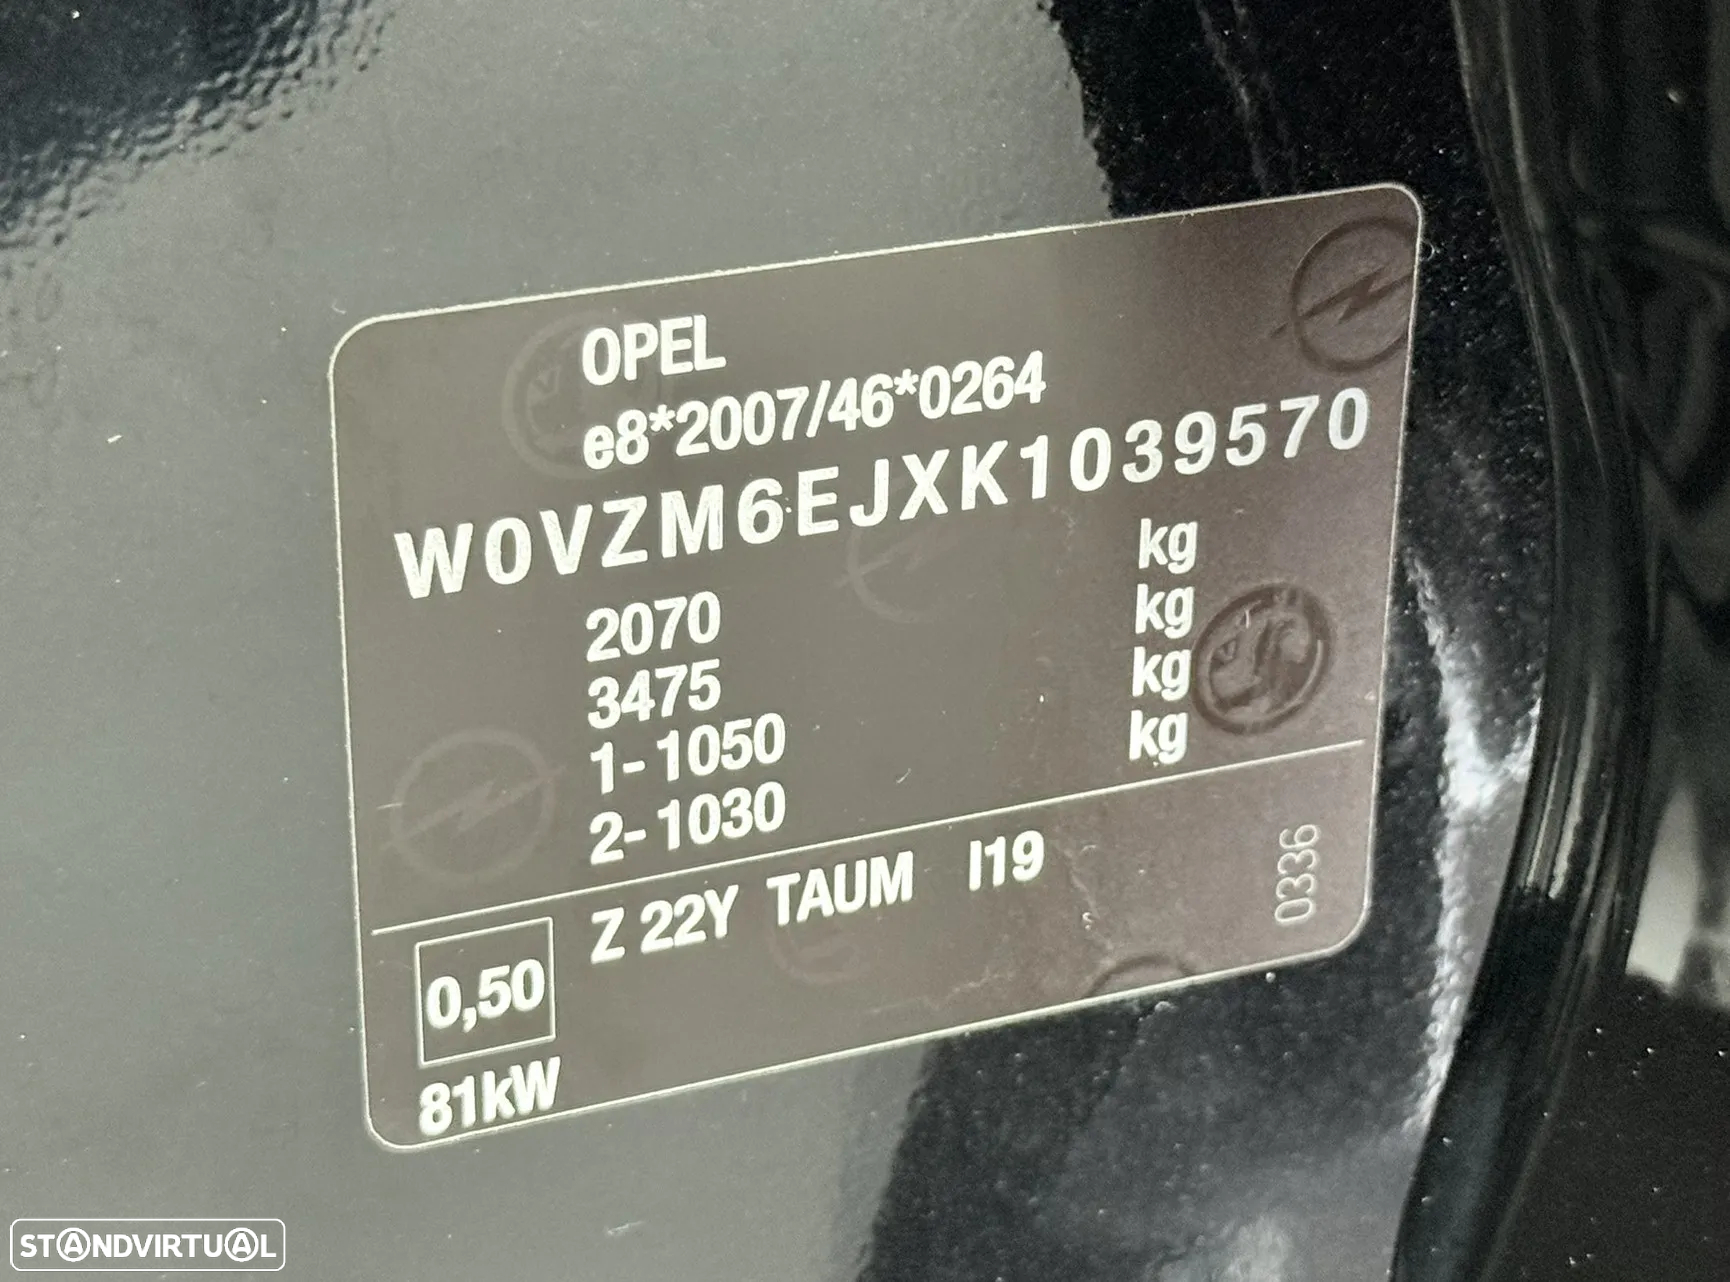 OPEL
e8*2007/46*0264
W0VZM6EJXK1039570
2070 kg
3475 kg
1-1050 kg
2-1030 kg
Z 22Y TAUM I19
0336
0,50
81kW
STANDVIRTUAL